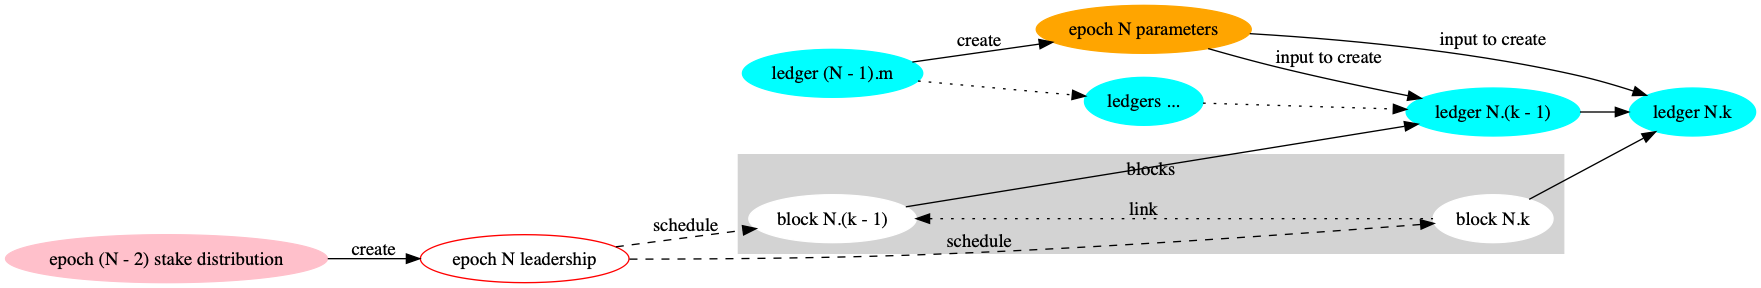 epoch N parameters
create
input to create
input to create
ledger (N - 1).m
ledgers ...
ledger N.(k - 1)
ledger N.k
blocks
block N.(k - 1)
link
block N.k
schedule
schedule
epoch (N - 2) stake distribution
create
epoch N leadership